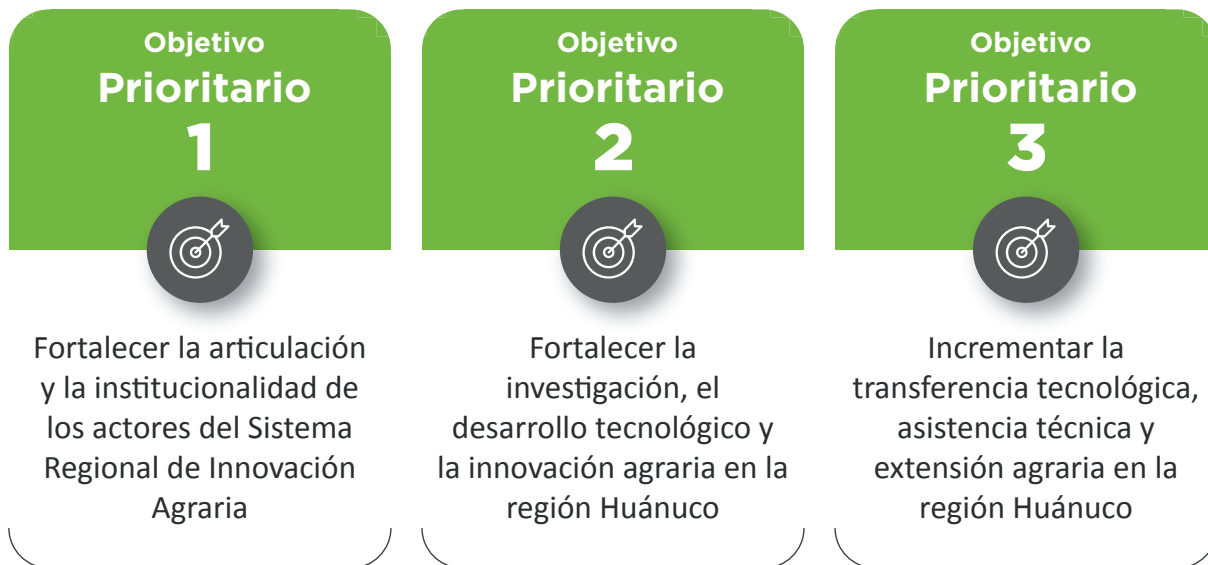 Objetivo
Prioritario
1
Fortalecer la articulación
y la institucionalidad de
los actores del Sistema
Regional de Innovación
Agraria
Objetivo
Prioritario
2
Fortalecer la
investigación, el
desarrollo tecnológico y
la innovación agraria en la
región Huánuco
Objetivo
Prioritario
3
Incrementar la
transferencia tecnológica,
asistencia técnica y
extensión agraria en la
región Huánuco